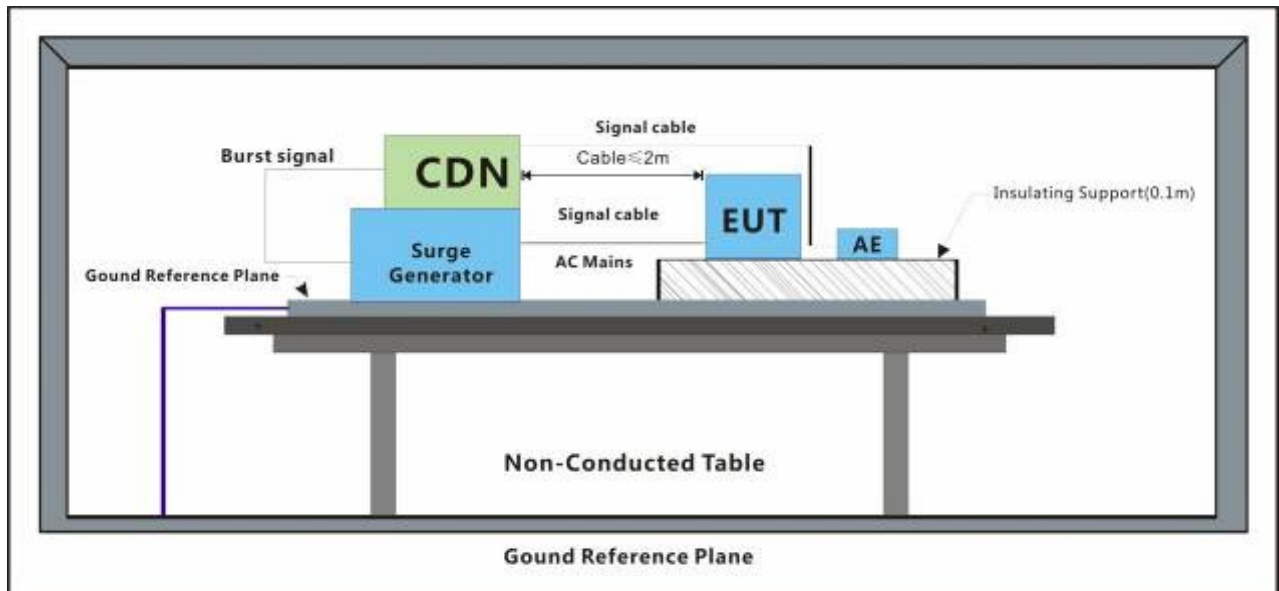 Signal cable
Burst signal
CDN
Cable≤2m
Insulating Support(0.1m)
Signal cable
EUT
Surge
Generator
AE
AC Mains
Gound Reference Plane
Non-Conducted Table
Gound Reference Plane